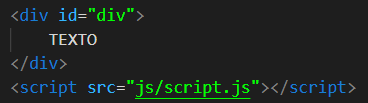 <div id="div">
    TEXTO
</div>
<script src="js/script.js"></script>